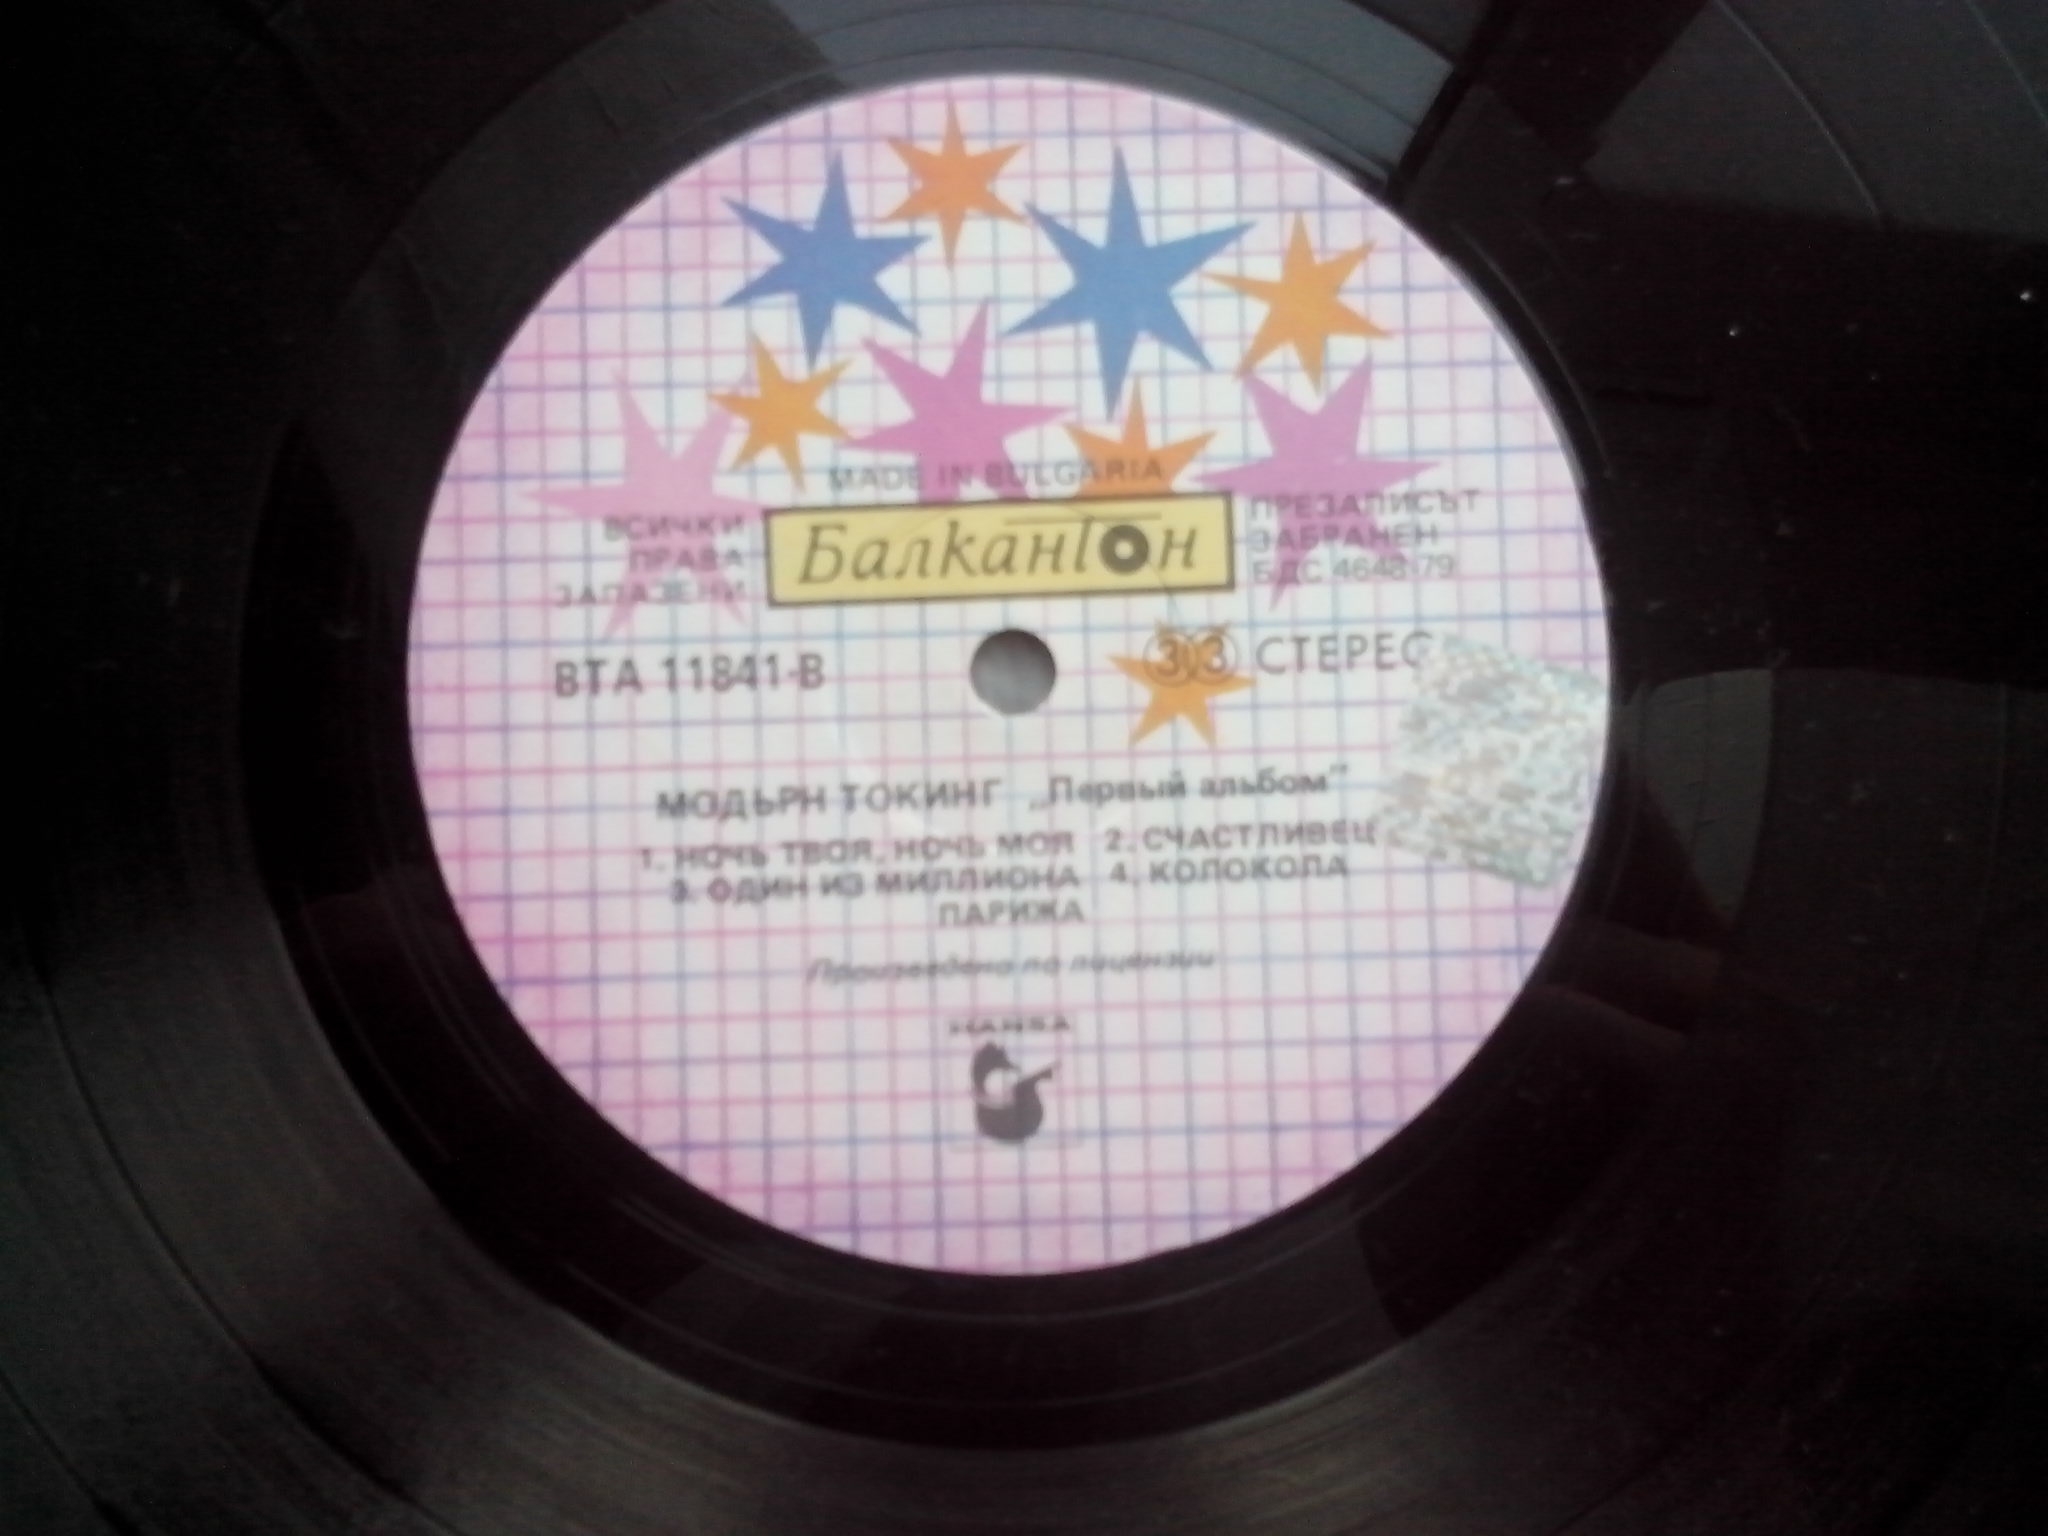 MADE IN BULGARIA
ВСИЧКИ
ПРАВА
ЗАПАЗЕНИ
Балкантон
ПРЕЗАПИСЪТ
ЗАБРАНЕН
БДС 4648-79
ВТА 11841-В
33 СТЕРЕО
МОДЪРН ТОКИНГ „Первый альбом"
1. НОЧЬ ТВОЯ, НОЧЬ МОЯ 2. СЧАСТЛИВЕЦ
3. ОДИН ИЗ МИЛЛИОНА 4. КОЛОКОЛА
ПАРИЖА
Произведено по лицензии
HANSA